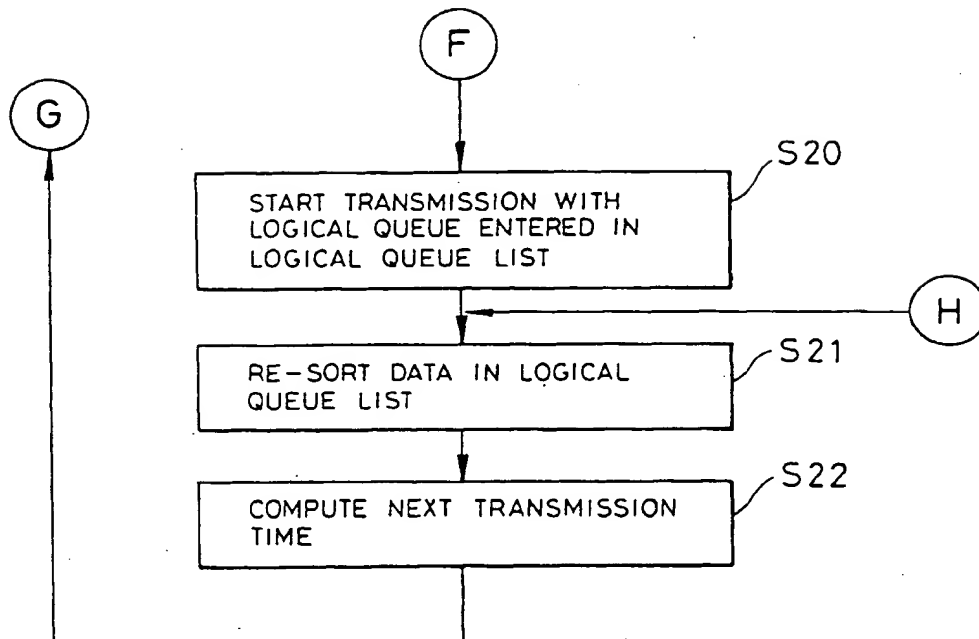 F
G
S20
START TRANSMISSION WITH
LOGICAL QUEUE ENTERED IN
LOGICAL QUEUE LIST
H
S21
RE-SORT DATA IN LOGICAL
QUEUE LIST
S22
COMPUTE NEXT TRANSMISSION
TIME